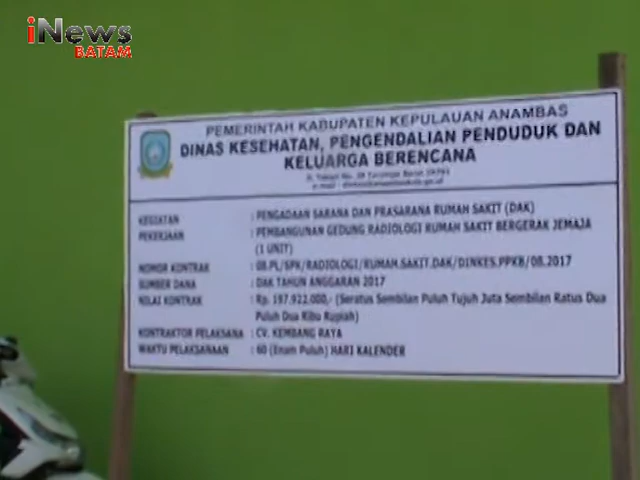 iNews
BATAM
PEMERINTAH KABUPATEN KEPULAUAN ANAMBAS
DINAS KESEHATAN, PENGENDALIAN PENDUDUK DAN
KELUARGA BERENCANA
KEGIATAN : PENGADAAN SARANA DAN PRASARANA RUMAH SAKIT (DAK)
PEKERJAAN : PEMBANGUNAN GEDUNG RADIOLOGI RUMAH SAKIT BERGERAK JEMAJA
(1 UNIT)
NOMOR KONTRAK : 08.PL/SPK/RADIOLOGI/RUMAH.SAKIT.DAK/DINKES.PPKB/08.2017
SUMBER DANA : DAK TAHUN ANGGARAN 2017
NILAI KONTRAK : Rp. 197.922.000,- (Seratus Sembilan Puluh Tujuh Juta Sembilan Ratus Dua
Puluh Dua Ribu Rupiah)
KONTRAKTOR PELAKSANA : CV. KEMBANG RAYA
WAKTU PELAKSANAAN : 60 (Enam Puluh) HARI KALENDER